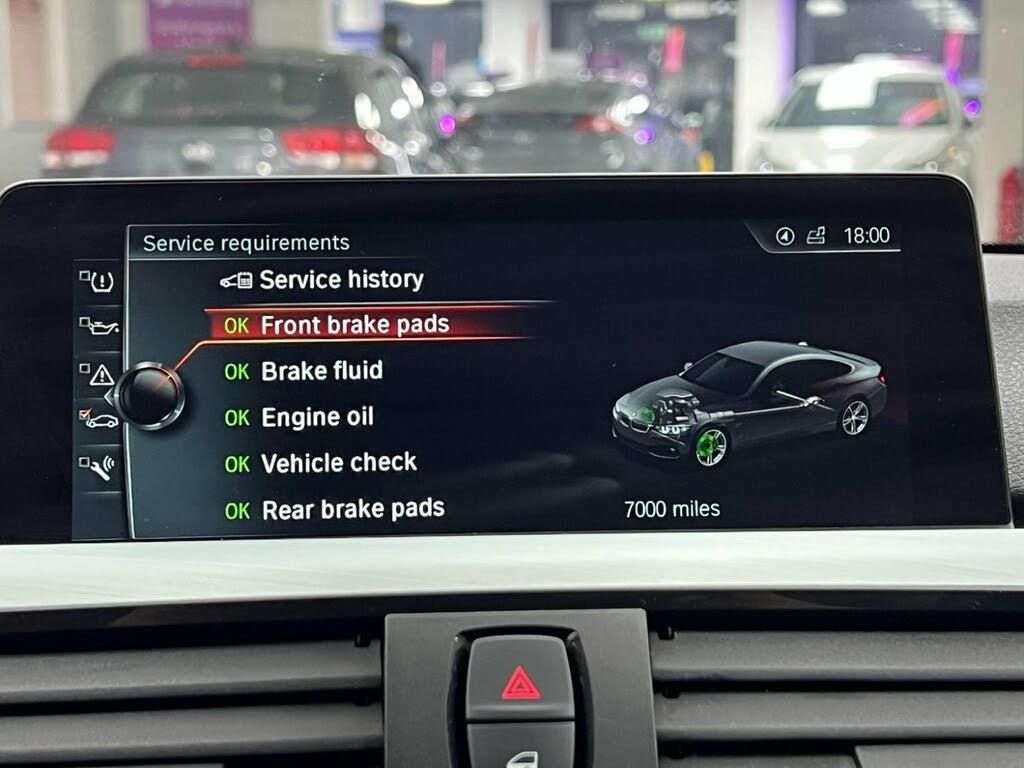 Service requirements
18:00
Service history
OK Front brake pads
OK Brake fluid
OK Engine oil
OK Vehicle check
OK Rear brake pads
7000 miles